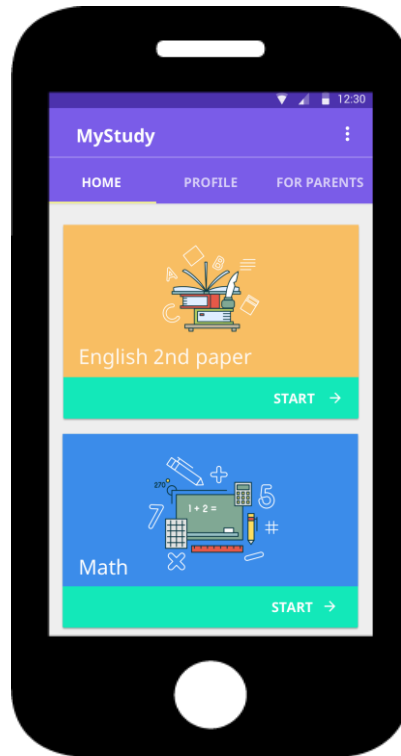 12:30
MyStudy
HOME PROFILE FOR PARENTS
A B
C
English 2nd paper
START →
270°
7 1 + 2 = 5
#
Math
START →